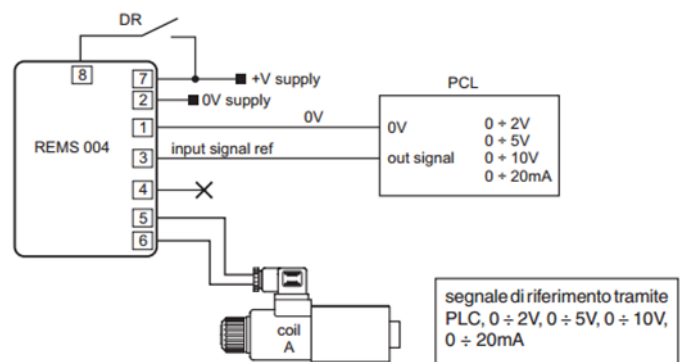 DR
8
7
+V supply
2
0V supply
PCL
1
0V
0V
0 ÷ 2V
0 ÷ 5V
REMS 004
3
input signal ref
out signal
0 ÷ 10V
0 ÷ 20mA
4
5
6
coil
A
segnale di riferimento tramite
PLC, 0 ÷ 2V, 0 ÷ 5V, 0 ÷ 10V,
0 ÷ 20mA